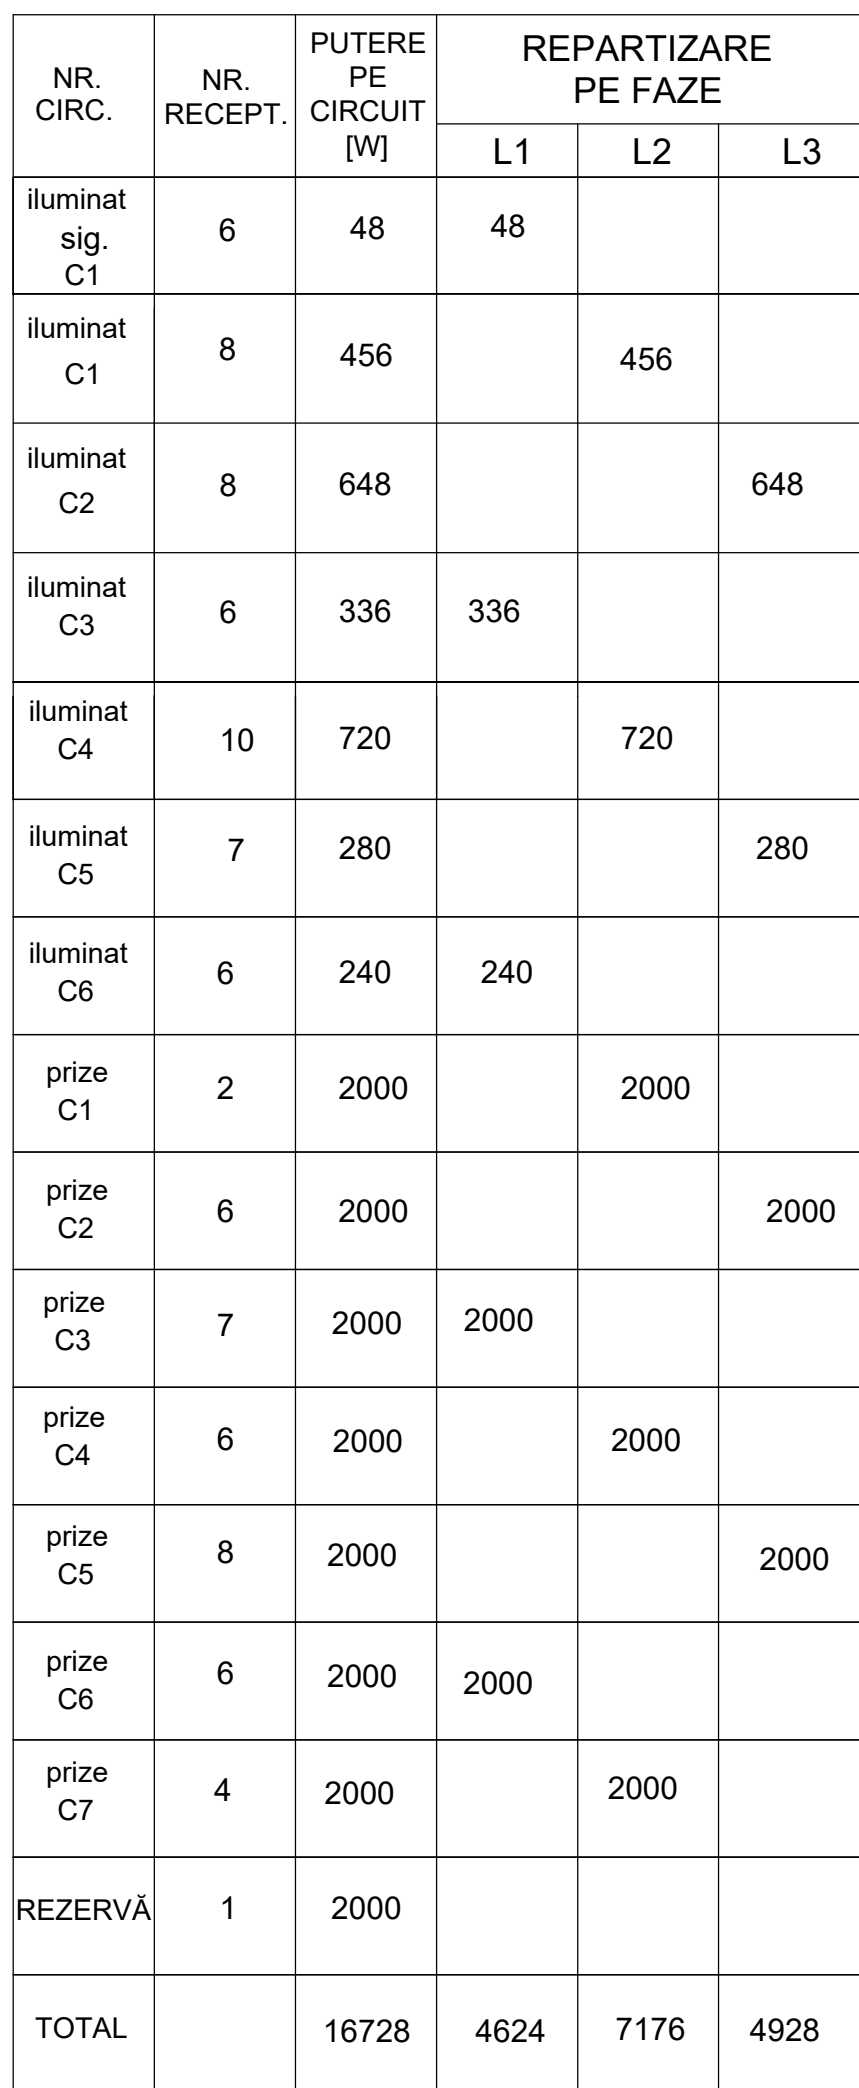 NR. CIRC. NR. RECEPT. PUTERE PE CIRCUIT [W] REPARTIZARE PE FAZE
L1 L2 L3
iluminat sig. C1 6 48 48
iluminat C1 8 456 456
iluminat C2 8 648 648
iluminat C3 6 336 336
iluminat C4 10 720 720
iluminat C5 7 280 280
iluminat C6 6 240 240
prize C1 2 2000 2000
prize C2 6 2000 2000
prize C3 7 2000 2000
prize C4 6 2000 2000
prize C5 8 2000 2000
prize C6 6 2000 2000
prize C7 4 2000 2000
REZERVĂ 1 2000
TOTAL 16728 4624 7176 4928